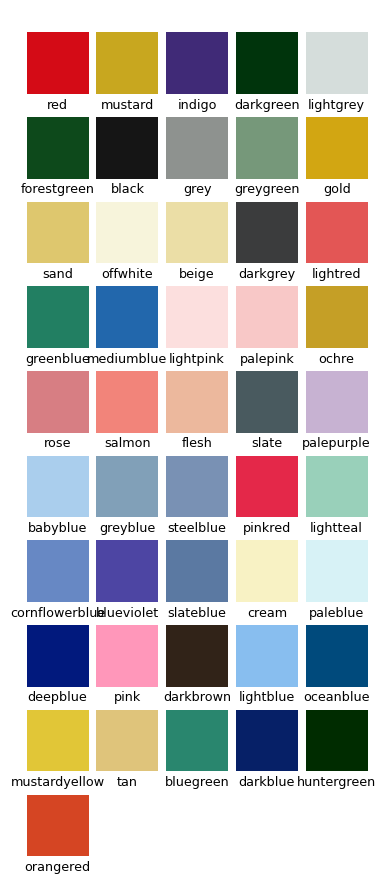 red mustard indigo darkgreen lightgrey
forestgreen black grey greygreen gold
sand offwhite beige darkgrey lightred
greenblue mediumblue lightpink palepink ochre
rose salmon flesh slate palepurple
babyblue greyblue steelblue pinkred lightteal
cornflowerblue blueviolet slateblue cream paleblue
deepblue pink darkbrown lightblue oceanblue
mustardyellow tan bluegreen darkblue huntergreen
orangered